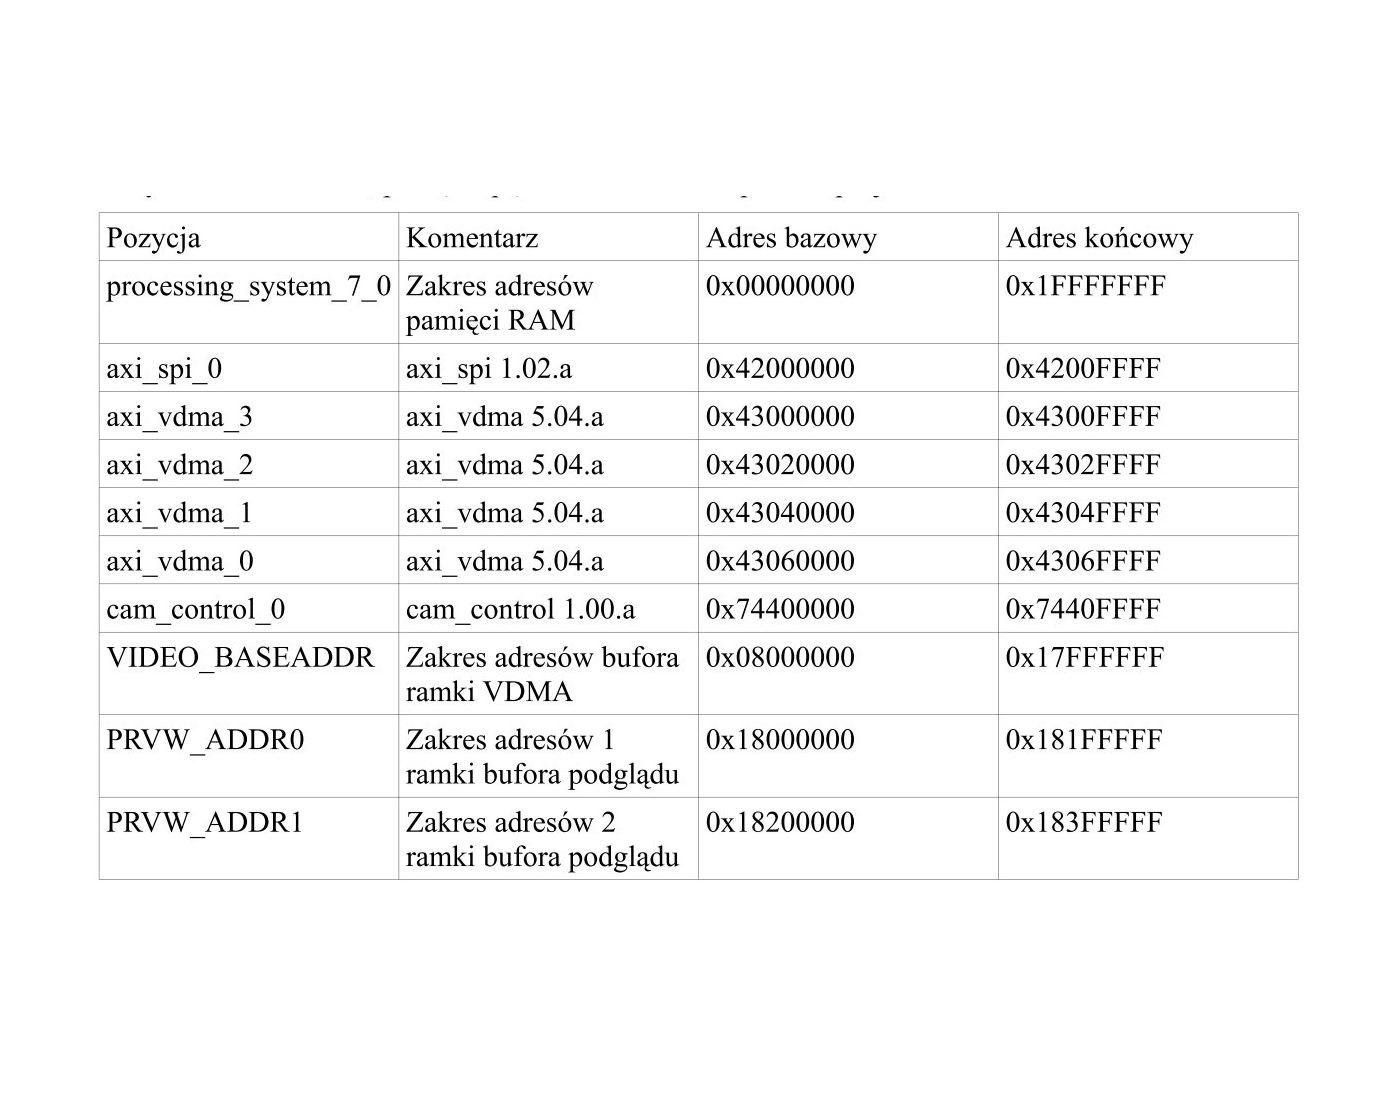 Pozycja Komentarz Adres bazowy Adres końcowy
processing_system_7_0 Zakres adresów 0x00000000 0x1FFFFFFF
pamięci RAM
axi_spi_0 axi_spi 1.02.a 0x42000000 0x4200FFFF
axi_vdma_3 axi_vdma 5.04.a 0x43000000 0x4300FFFF
axi_vdma_2 axi_vdma 5.04.a 0x43020000 0x4302FFFF
axi_vdma_1 axi_vdma 5.04.a 0x43040000 0x4304FFFF
axi_vdma_0 axi_vdma 5.04.a 0x43060000 0x4306FFFF
cam_control_0 cam_control 1.00.a 0x74400000 0x7440FFFF
VIDEO_BASEADDR Zakres adresów bufora 0x08000000 0x17FFFFFF
ramki VDMA
PRVW_ADDR0 Zakres adresów 1 0x18000000 0x181FFFFF
ramki bufora podglądu
PRVW_ADDR1 Zakres adresów 2 0x18200000 0x183FFFFF
ramki bufora podglądu